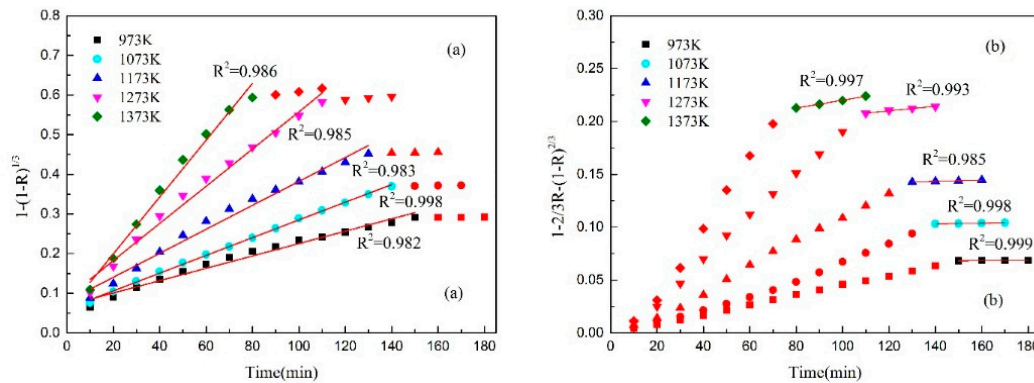 0.8
0.7
0.6
0.5
0.4
0.3
0.2
0.1
0.0
1-(1-R)^1/3
973K
1073K
1173K
1273K
1373K
(a)
R²=0.986
R²=0.985
R²=0.983
R²=0.998
R²=0.982
(a)
0 20 40 60 80 100 120 140 160 180
Time(min)
0.30
0.25
0.20
0.15
0.10
0.05
0.00
1-2/3R-(1-R)^2/3
973K
1073K
1173K
1273K
1373K
(b)
R²=0.997
R²=0.993
R²=0.985
R²=0.998
R²=0.999
(b)
0 20 40 60 80 100 120 140 160 180
Time(min)